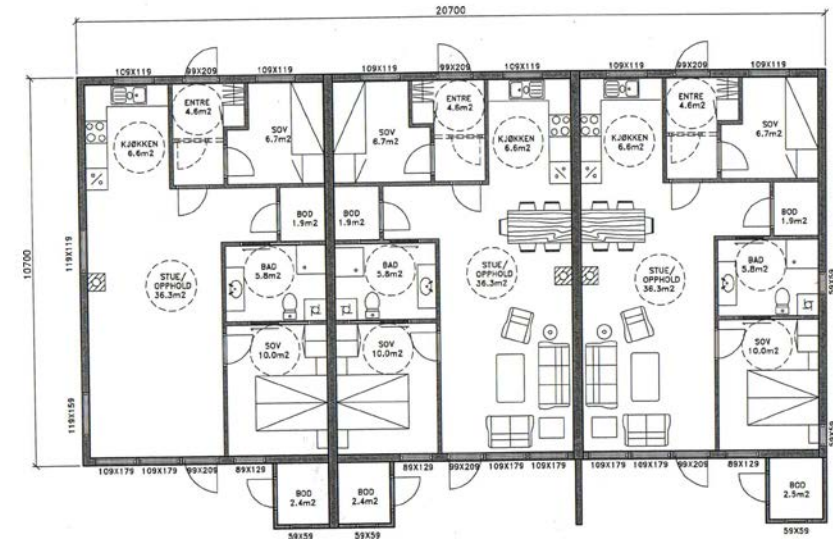 20700
109X119
99X209
109X119
109X119
99X209
109X119
109X119
99X209
109X119
ENTRE
4.6m2
KJØKKEN
6.6m2
SOV
6.7m2
SOV
6.7m2
ENTRE
4.6m2
KJØKKEN
6.6m2
KJØKKEN
6.6m2
ENTRE
4.6m2
SOV
6.7m2
BOD
1.9m2
BOD
1.9m2
BOD
1.9m2
10700
119X119
STUE/
OPPHOLD
36.3m2
BAD
5.8m2
BAD
5.8m2
STUE/
OPPHOLD
36.3m2
STUE/
OPPHOLD
36.3m2
BAD
5.8m2
59X59
SOV
10.0m2
SOV
10.0m2
SOV
10.0m2
119X159
59X59
109X179
109X179
99X209
89X129
89X129
99X209
109X179
109X179
109X179
109X179
99X209
89X129
BOD
2.4m2
BOD
2.4m2
BOD
2.5m2
59X59
59X59
59X59